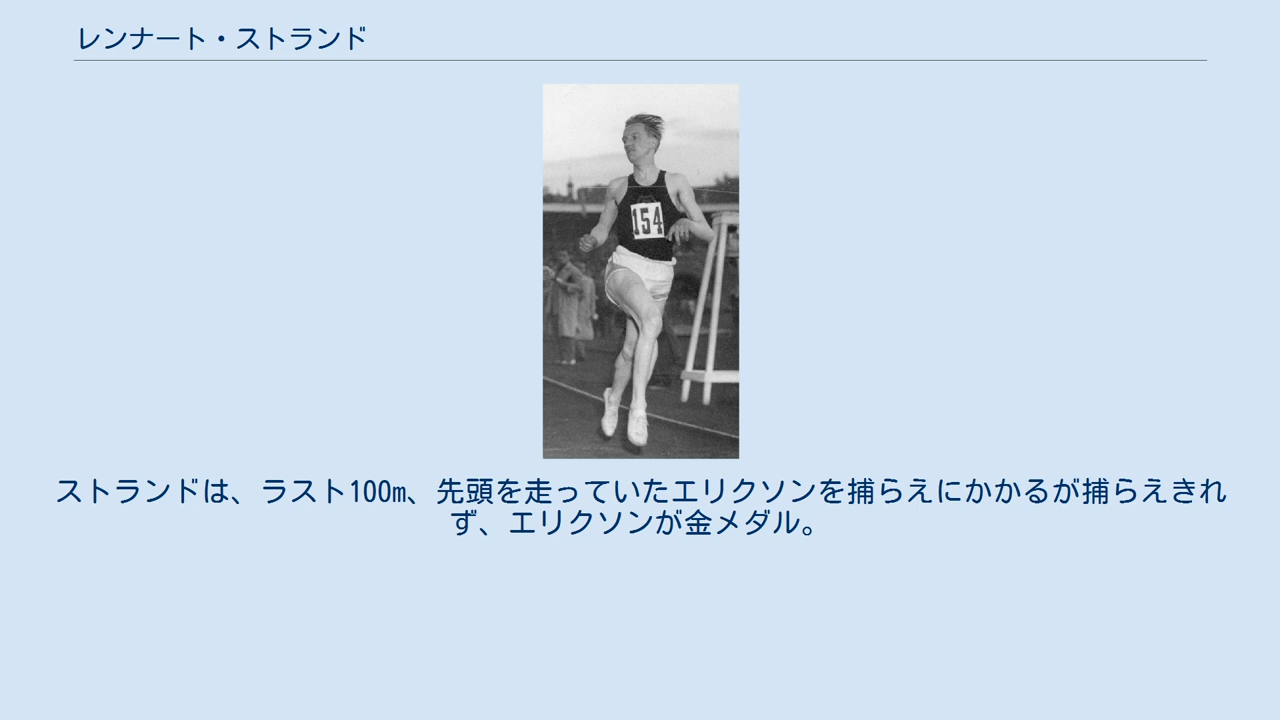 レンナート・ストランド
154
ストランドは、ラスト100m、先頭を走っていたエリクソンを捕らえにかかるが捕らえきれ
ず、エリクソンが金メダル。